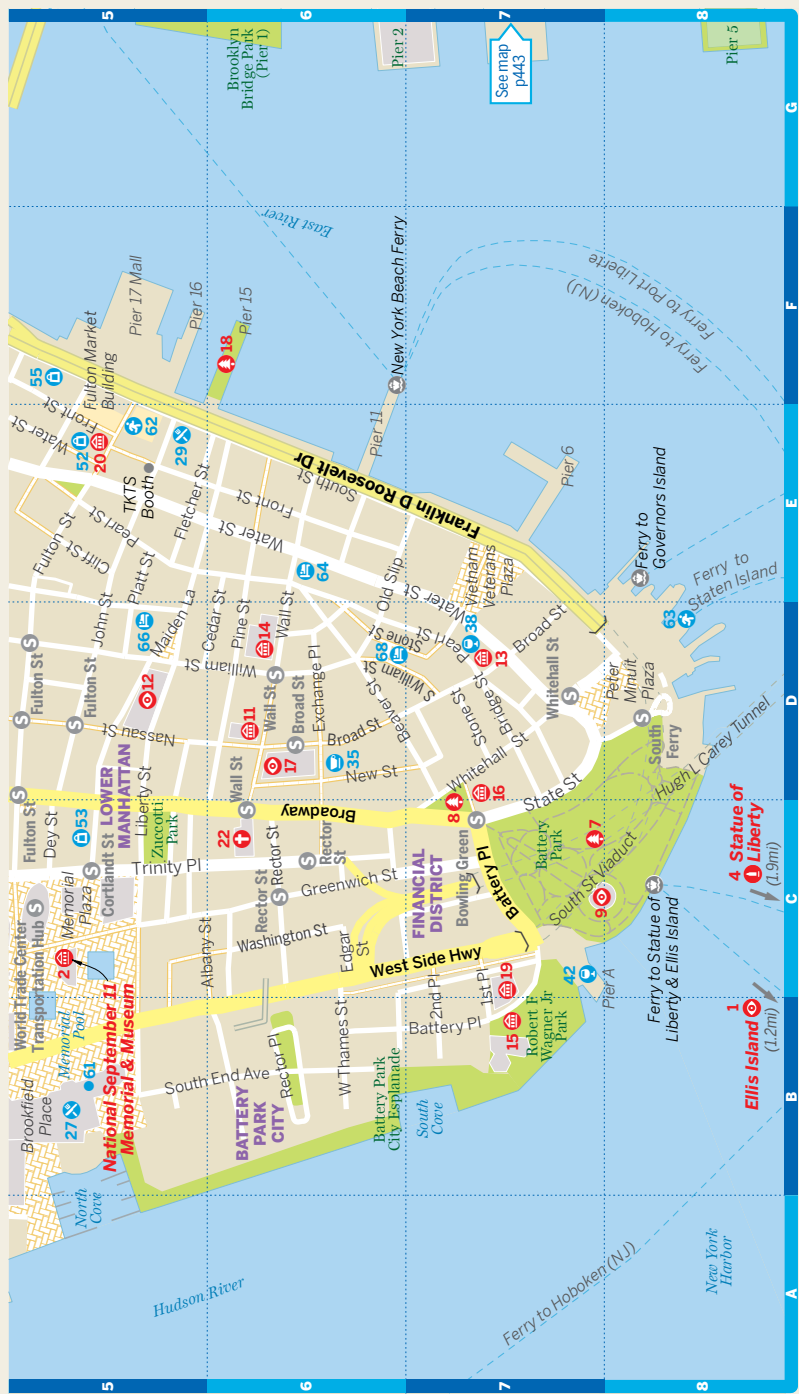 5
6
7
8
Brooklyn
Bridge Park
(Pier 1)
Pier 2
See map
p443
Pier 5
G
East River
F
Pier 17 Mall
Pier 16
Pier 15
18
New York Beach Ferry
Ferry to Port Liberte
Ferry to Hoboken (NJ)
55
Fulton Market
Building
Front St
Water St
52
20
62
29
TKTS
Booth
Pier 11
Pier 6
E
South St
Franklin D Roosevelt Dr
Front St
Water St
Fletcher St
Pearl St
Cliff St
Fulton St
Platt St
John St
Maiden La
Cedar St
Pine St
Wall St
64
Old Slip
Water St
Vietnam
Veterans
Plaza
Ferry to
Governors Island
Ferry to
Staten Island
63
66
14
William St
Stone St
Pearl St
68
S William
St
38
13
Broad St
Fulton St
Fulton St
12
Nassau St
11
Wall St
Broad St
17
Exchange Pl
Broad St
35
New St
Beaver St
Stone St
Bridge St
Whitehall St
Whitehall St
Peter
Minuit
Plaza
South
Ferry
D
Hugh L Carey Tunnel
Fulton St
Dey St
53
LOWER
MANHATTAN
Liberty St
Zuccotti
Park
Wall St
22
Broadway
8
16
State St
Cortlandt St
Trinity Pl
Rector St
Rector
St
Rector St
Greenwich St
FINANCIAL
DISTRICT
Bowling Green
Battery Pl
Battery
Park
7
South St Viaduct
9
4 Statue of
Liberty
(1.9mi)
C
World Trade Center
Transportation Hub
Memorial
Plaza
2
National September 11
Memorial & Museum
Memorial
Pool
Albany St
Washington St
Edgar
St
West Side Hwy
1st Pl
2nd Pl
19
42
Pier A
Ferry to Statue of
Liberty & Ellis Island
1
Ellis Island
(1.2mi)
Brookfield
Place
27
61
South End Ave
Rector Pl
W Thames St
Battery Pl
15
Robert F
Wagner Jr
Park
BATTERY
PARK
CITY
Battery Park
City Esplanade
South
Cove
B
North
Cove
Hudson River
Ferry to Hoboken (NJ)
New York
Harbor
A
5
6
7
8